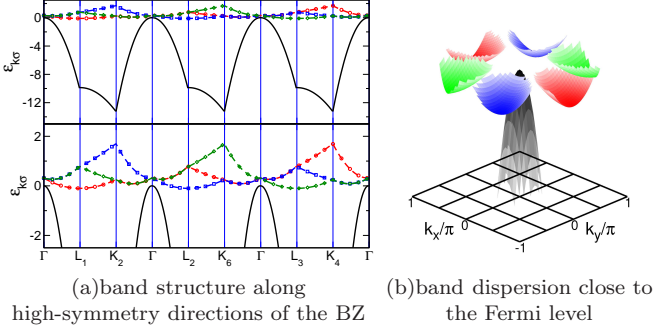 0
-4
-8
-12
ε_kσ
2
0
-2
ε_kσ
Γ L₁ K₂ Γ L₂ K₆ Γ L₃ K₄ Γ
1 0 -1 0 1
k_x/π k_y/π
(a)band structure along
high-symmetry directions of the BZ
(b)band dispersion close to
the Fermi level